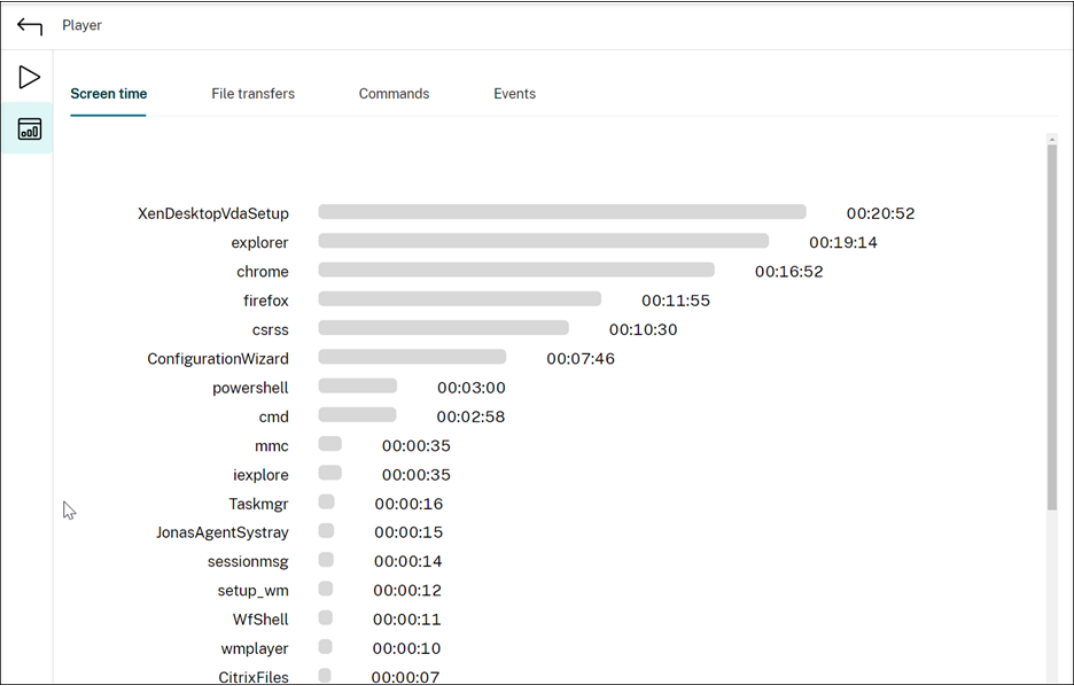 Player
Screen time File transfers Commands Events
XenDesktopVdaSetup 00:20:52
explorer 00:19:14
chrome 00:16:52
firefox 00:11:55
csrss 00:10:30
ConfigurationWizard 00:07:46
powershell 00:03:00
cmd 00:02:58
mmc 00:00:35
iexplore 00:00:35
Taskmgr 00:00:16
JonasAgentSystray 00:00:15
sessionmsg 00:00:14
setup_wm 00:00:12
WfShell 00:00:11
wmplayer 00:00:10
CitrixFiles 00:00:07